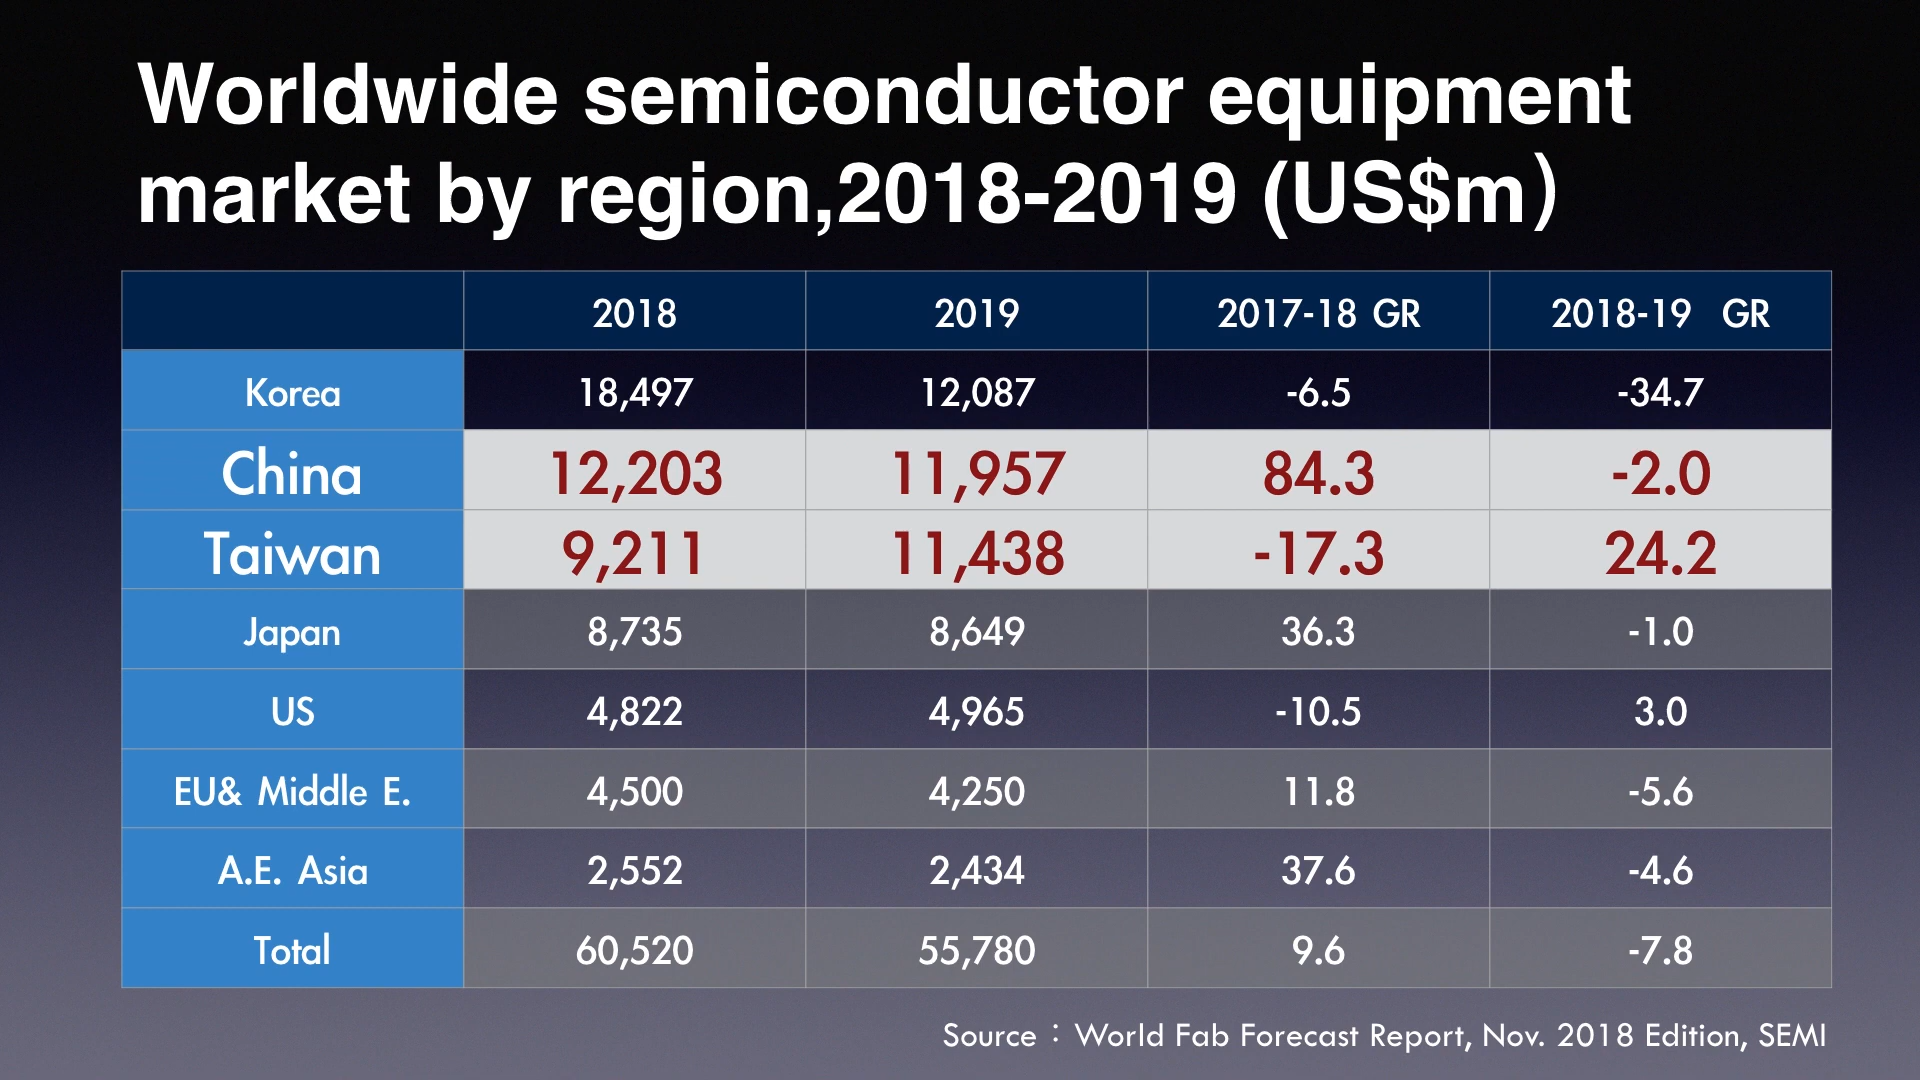 Worldwide semiconductor equipment
market by region,2018-2019 (US$m）
2018 2019 2017-18 GR 2018-19 GR
Korea 18,497 12,087 -6.5 -34.7
China 12,203 11,957 84.3 -2.0
Taiwan 9,211 11,438 -17.3 24.2
Japan 8,735 8,649 36.3 -1.0
US 4,822 4,965 -10.5 3.0
EU& Middle E. 4,500 4,250 11.8 -5.6
A.E. Asia 2,552 2,434 37.6 -4.6
Total 60,520 55,780 9.6 -7.8
Source：World Fab Forecast Report, Nov. 2018 Edition, SEMI